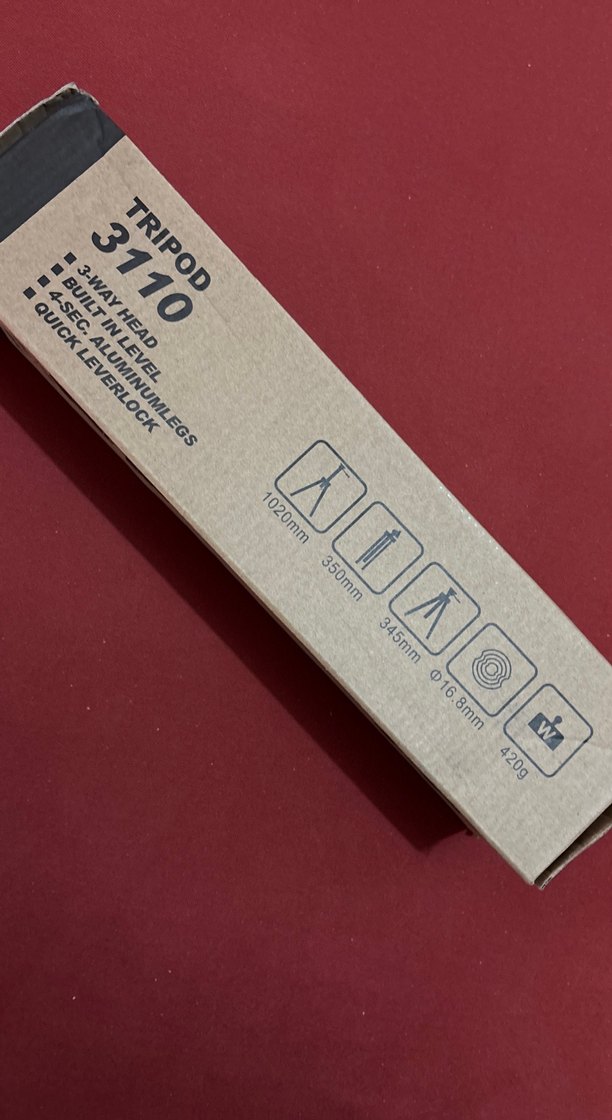 TRIPOD
3110
3-WAY HEAD
BUILT IN LEVEL
4-SEC. ALUMINUMLEGS
QUICK LEVERLOCK
1020mm
350mm
345mm
Φ16.8mm
W
420g